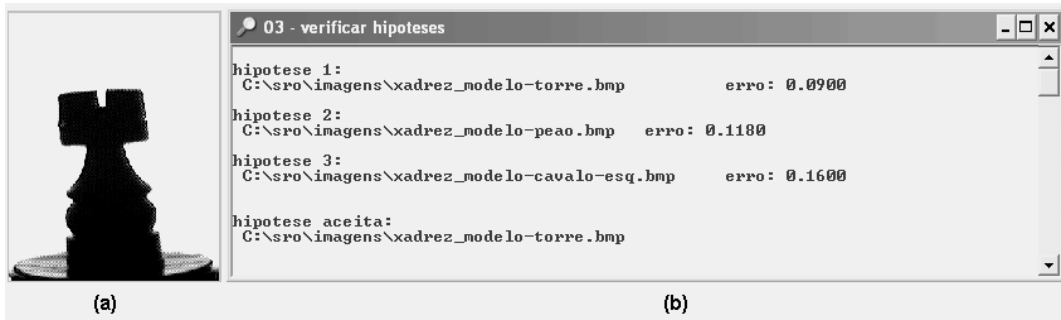 03 - verificar hipoteses
hipotese 1:
C:\sro\imagens\xadrez_modelo-torre.bmp erro: 0.0900
hipotese 2:
C:\sro\imagens\xadrez_modelo-peao.bmp erro: 0.1180
hipotese 3:
C:\sro\imagens\xadrez_modelo-cavalo-esq.bmp erro: 0.1600
hipotese aceita:
C:\sro\imagens\xadrez_modelo-torre.bmp
(a) (b)